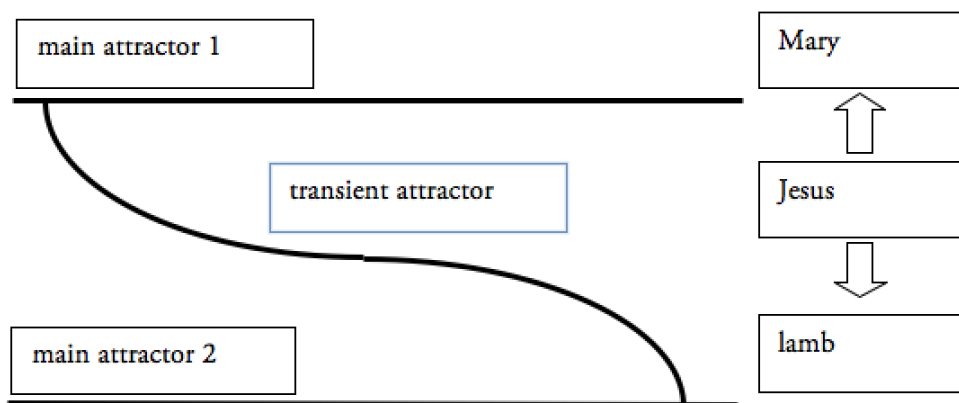 main attractor 1
Mary
transient attractor
Jesus
main attractor 2
lamb